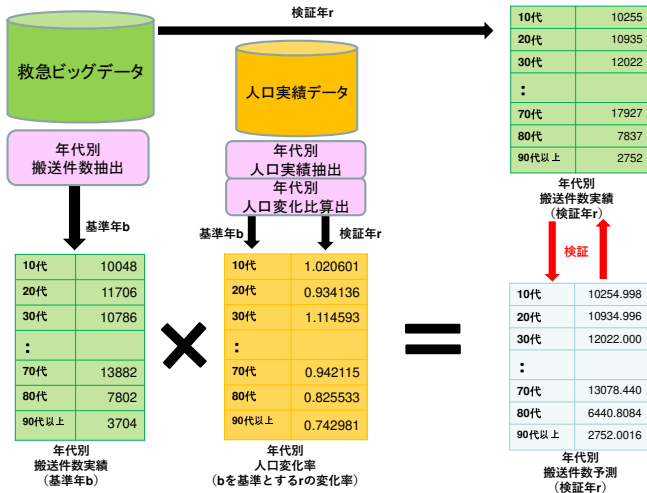 検証年r
救急ビッグデータ
人口実績データ
年代別
搬送件数抽出
年代別
人口実績抽出
年代別
人口変化比算出
基準年b
基準年b
検証年r
10代 10255
20代 10935
30代 12022
:
70代 17927
80代 7837
90代以上 2752
年代別
搬送件数実績
(検証年r)
検証
10代 10048
20代 11706
30代 10786
:
70代 13882
80代 7802
90代以上 3704
年代別
搬送件数実績
(基準年b)
×
10代 1.020601
20代 0.934136
30代 1.114593
:
70代 0.942115
80代 0.825533
90代以上 0.742981
年代別
人口変化率
(bを基準とするrの変化率)
=
10代 10254.998
20代 10934.996
30代 12022.000
:
70代 13078.440
80代 6440.8084
90代以上 2752.0016
年代別
搬送件数予測
(検証年r)